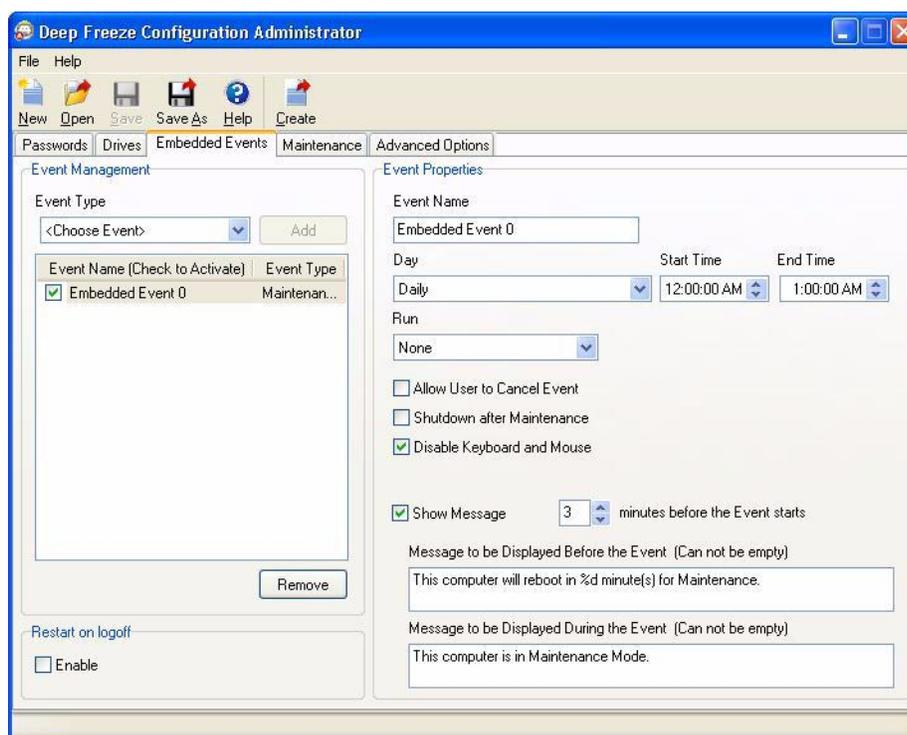 Deep Freeze Configuration Administrator
File Help
New Open Save Save As Help Create
Passwords Drives Embedded Events Maintenance Advanced Options
Event Management
Event Type
<Choose Event> Add
Event Name (Check to Activate) Event Type
Embedded Event 0 Maintenan...
Remove
Restart on logoff
Enable
Event Properties
Event Name
Embedded Event 0
Day Start Time End Time
Daily 12:00:00 AM 1:00:00 AM
Run
None
Allow User to Cancel Event
Shutdown after Maintenance
Disable Keyboard and Mouse
Show Message 3 minutes before the Event starts
Message to be Displayed Before the Event (Can not be empty)
This computer will reboot in %d minute(s) for Maintenance.
Message to be Displayed During the Event (Can not be empty)
This computer is in Maintenance Mode.